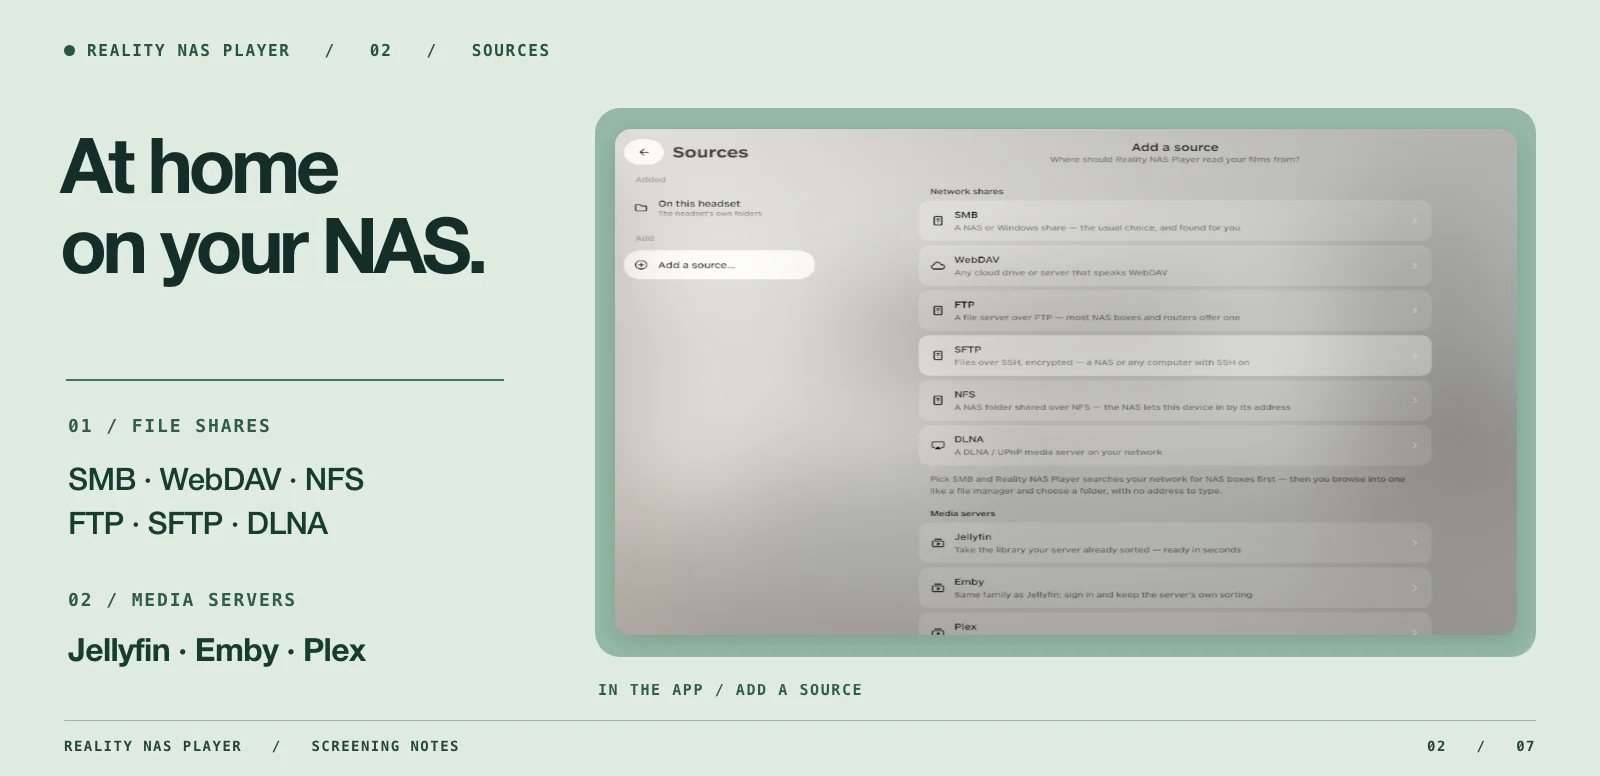 REALITY NAS PLAYER / 02 / SOURCES
At home
on your NAS.
01 / FILE SHARES
SMB · WebDAV · NFS
FTP · SFTP · DLNA
02 / MEDIA SERVERS
Jellyfin · Emby · Plex
Sources
Added
On this headset
The headset's own folders
Add
Add a source...
Add a source
Where should Reality NAS Player read your films from?
Network shares
SMB
A NAS or Windows share — the usual choice, and found for you
WebDAV
Any cloud drive or server that speaks WebDAV
FTP
A file server over FTP — most NAS boxes and routers offer one
SFTP
Files over SSH, encrypted — a NAS or any computer with SSH on
NFS
A NAS folder shared over NFS — the NAS lets this device in by its address
DLNA
A DLNA / UPnP media server on your network
Pick SMB and Reality NAS Player searches your network for NAS boxes first — then you browse into one
like a file manager and choose a folder, with no address to type.
Media servers
Jellyfin
Take the library your server already sorted — ready in seconds
Emby
Same family as Jellyfin; sign in and keep the server's own sorting
Plex
IN THE APP / ADD A SOURCE
REALITY NAS PLAYER / SCREENING NOTES
02 / 07